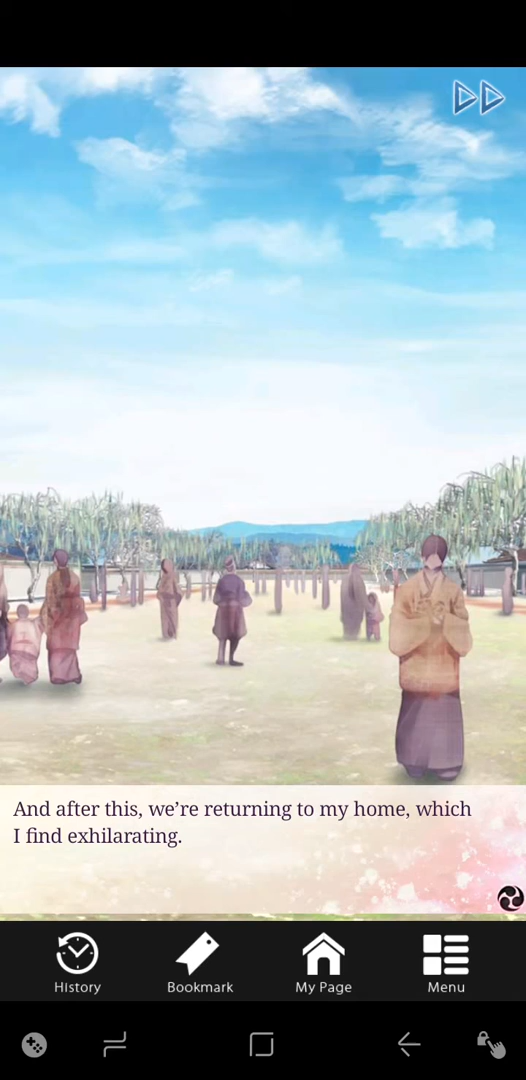 And after this, we’re returning to my home, which
I find exhilarating.
History
Bookmark
My Page
Menu